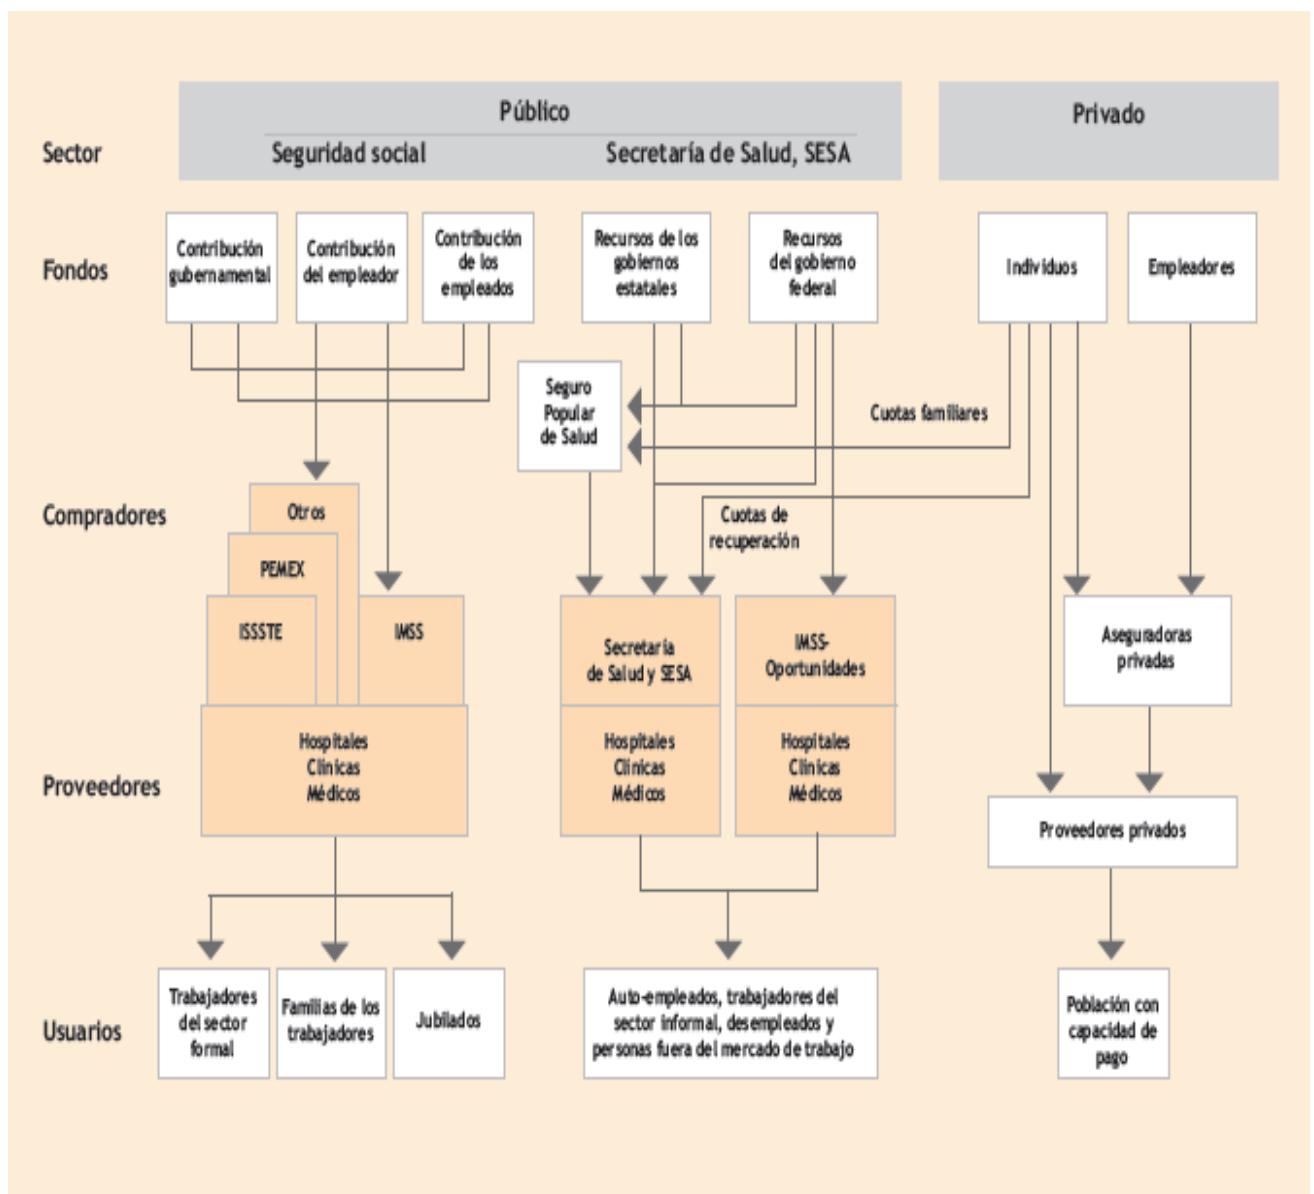 Público
Privado
Sector
Seguridad social
Secretaría de Salud, SESA
Fondos
Contribución
gubernamental
Contribución
del empleador
Contribución
de los
empleados
Recursos de los
gobiernos
estatales
Recursos
del gobierno
federal
Individuos
Empleadores
Seguro
Popular
de Salud
Cuotas familiares
Compradores
Otros
PEMEX
ISSSTE
IMSS
Cuotas de
recuperación
Secretaría
de Salud y SESA
IMSS-
Oportunidades
Aseguradoras
privadas
Proveedores
Hospitales
Clínicas
Médicos
Hospitales
Clínicas
Médicos
Hospitales
Clínicas
Médicos
Proveedores privados
Usuarios
Trabajadores
del sector
formal
Familias de los
trabajadores
Jubilados
Auto-empleados, trabajadores del
sector informal, desempleados y
personas fuera del mercado de trabajo
Población con
capacidad de
pago